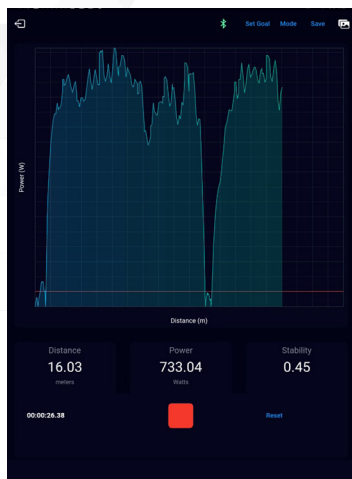 Set Goal Mode Save
Power (W)
Distance (m)
Distance Power Stability
16.03 733.04 0.45
meters Watts
00:00:26.38 Reset